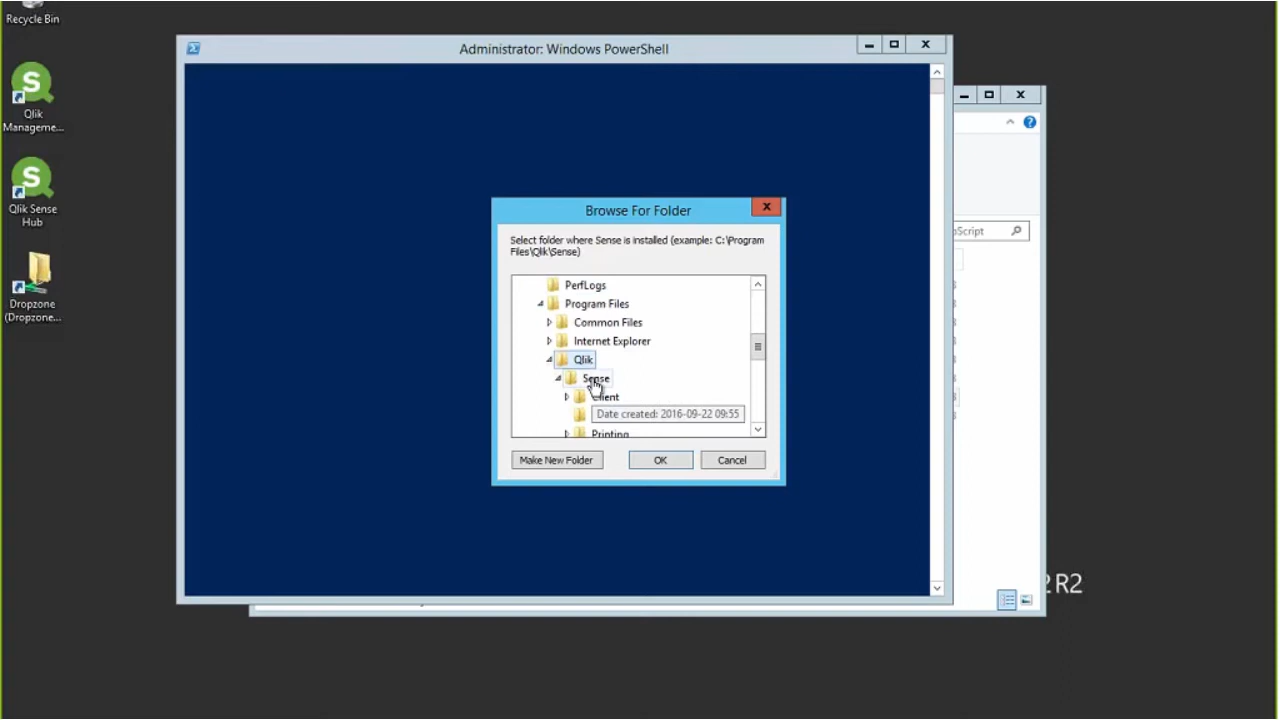 Recycle Bin
Qlik
Manageme...
Qlik Sense
Hub
Dropzone
(Dropzone...
Administrator: Windows PowerShell
Script
Browse For Folder
Select folder where Sense is installed (example: C:\Program
Files\Qlik\Sense)
PerfLogs
Program Files
Common Files
Internet Explorer
Qlik
Sense
Client
Date created: 2016-09-22 09:55
Printing
Make New Folder
OK
Cancel
R2